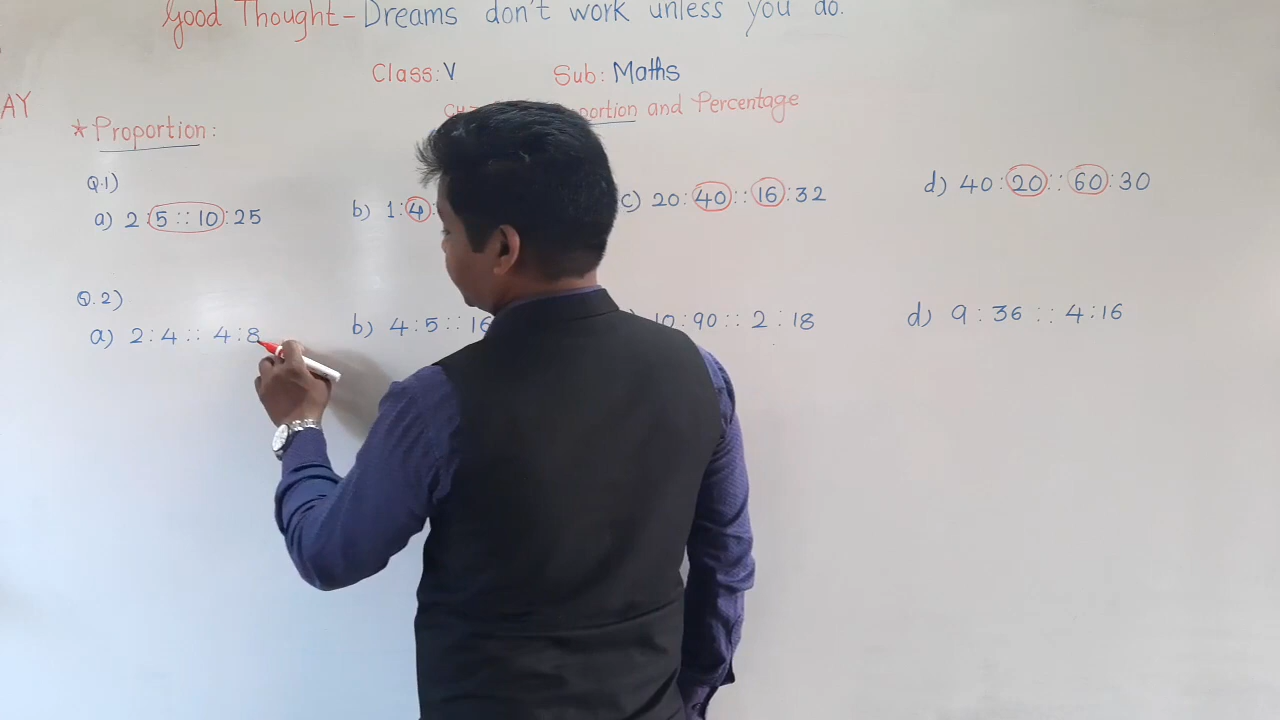 Good Thought - Dreams don't work unless you do.
Class: V Sub: Maths
AY
and Percentage
* Proportion:
Q.1)
a) 2:5::10:25 b) 1:4: c) 20:40::16:32 d) 40:20::60:30
Q.2)
a) 2:4::4:8 b) 4:5::16 10:90::2:18 d) 9:36::4:16